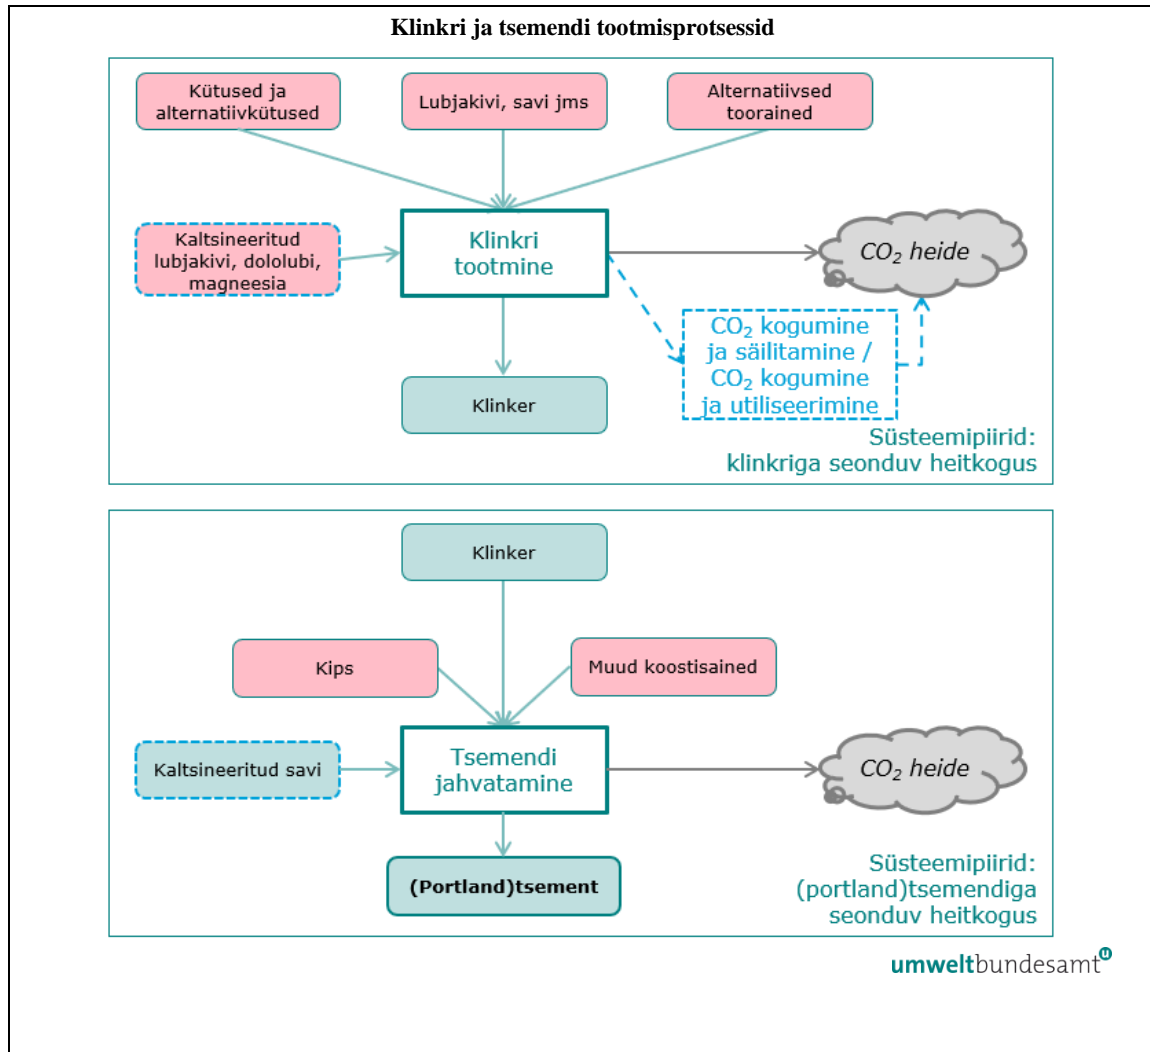 Klinkri ja tsemendi tootmisprotsessid
Kütused ja
alternatiivkütused
Lubjakivi, savi jms
Alternatiivsed
toorained
Kaltsineeritud
lubjakivi, dololubi,
magneesia
Klinkri
tootmine
CO₂ heide
CO₂ kogumine
ja säilitamine /
CO₂ kogumine
ja utiliseerimine
Klinker
Süsteemipiirid:
klinkriga seonduv heitkogus
Klinker
Kips
Muud koostisained
Kaltsineeritud savi
Tsemendi
jahvatamine
CO₂ heide
(Portland)tsement
Süsteemipiirid:
(portland)tsemendiga
seonduv heitkogus
umweltbundesamtᵘ